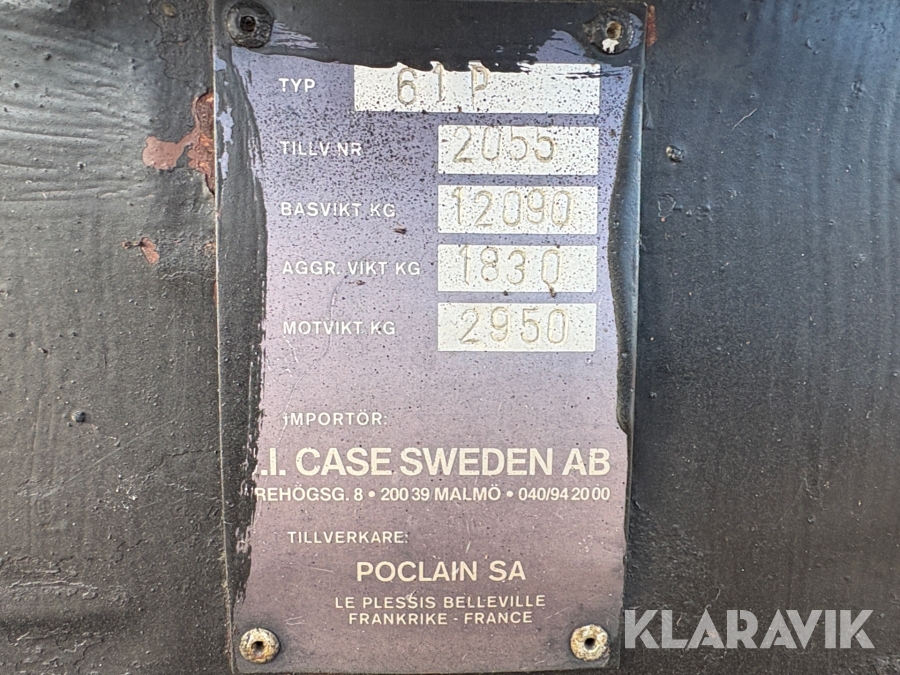 TYP 61P
TILLV NR 2055
BASVIKT KG 12090
AGGR. VIKT KG 1830
MOTVIKT KG 2950
IMPORTÖR:
.I. CASE SWEDEN AB
REHÖGSG. 8 • 200 39 MALMÖ • 040/94 20 00
TILLVERKARE:
POCLAIN SA
LE PLESSIS BELLEVILLE
FRANKRIKE - FRANCE
KLARAVIK